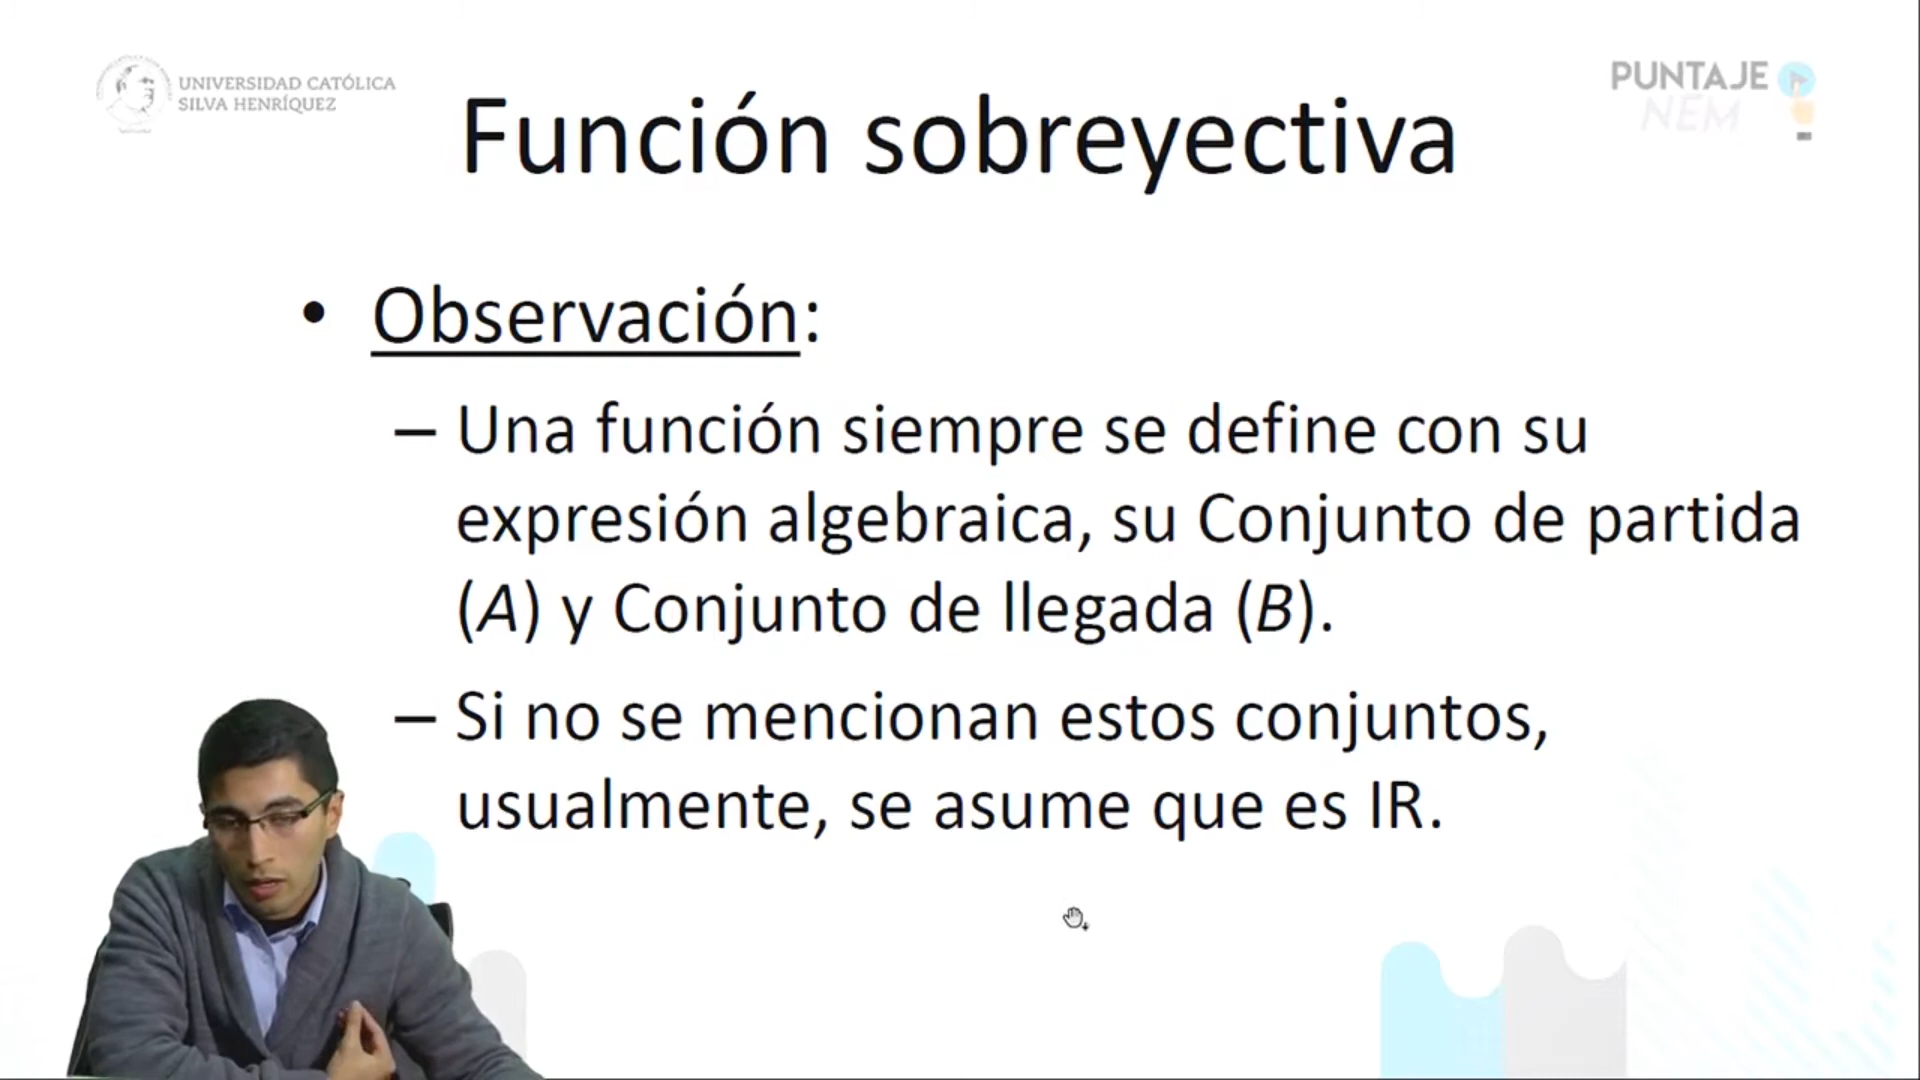 UNIVERSIDAD CATÓLICA
SILVA HENRÍQUEZ
PUNTAJE
NEM
Función sobreyectiva
• Observación:
– Una función siempre se define con su
expresión algebraica, su Conjunto de partida
(A) y Conjunto de llegada (B).
– Si no se mencionan estos conjuntos,
usualmente, se asume que es IR.